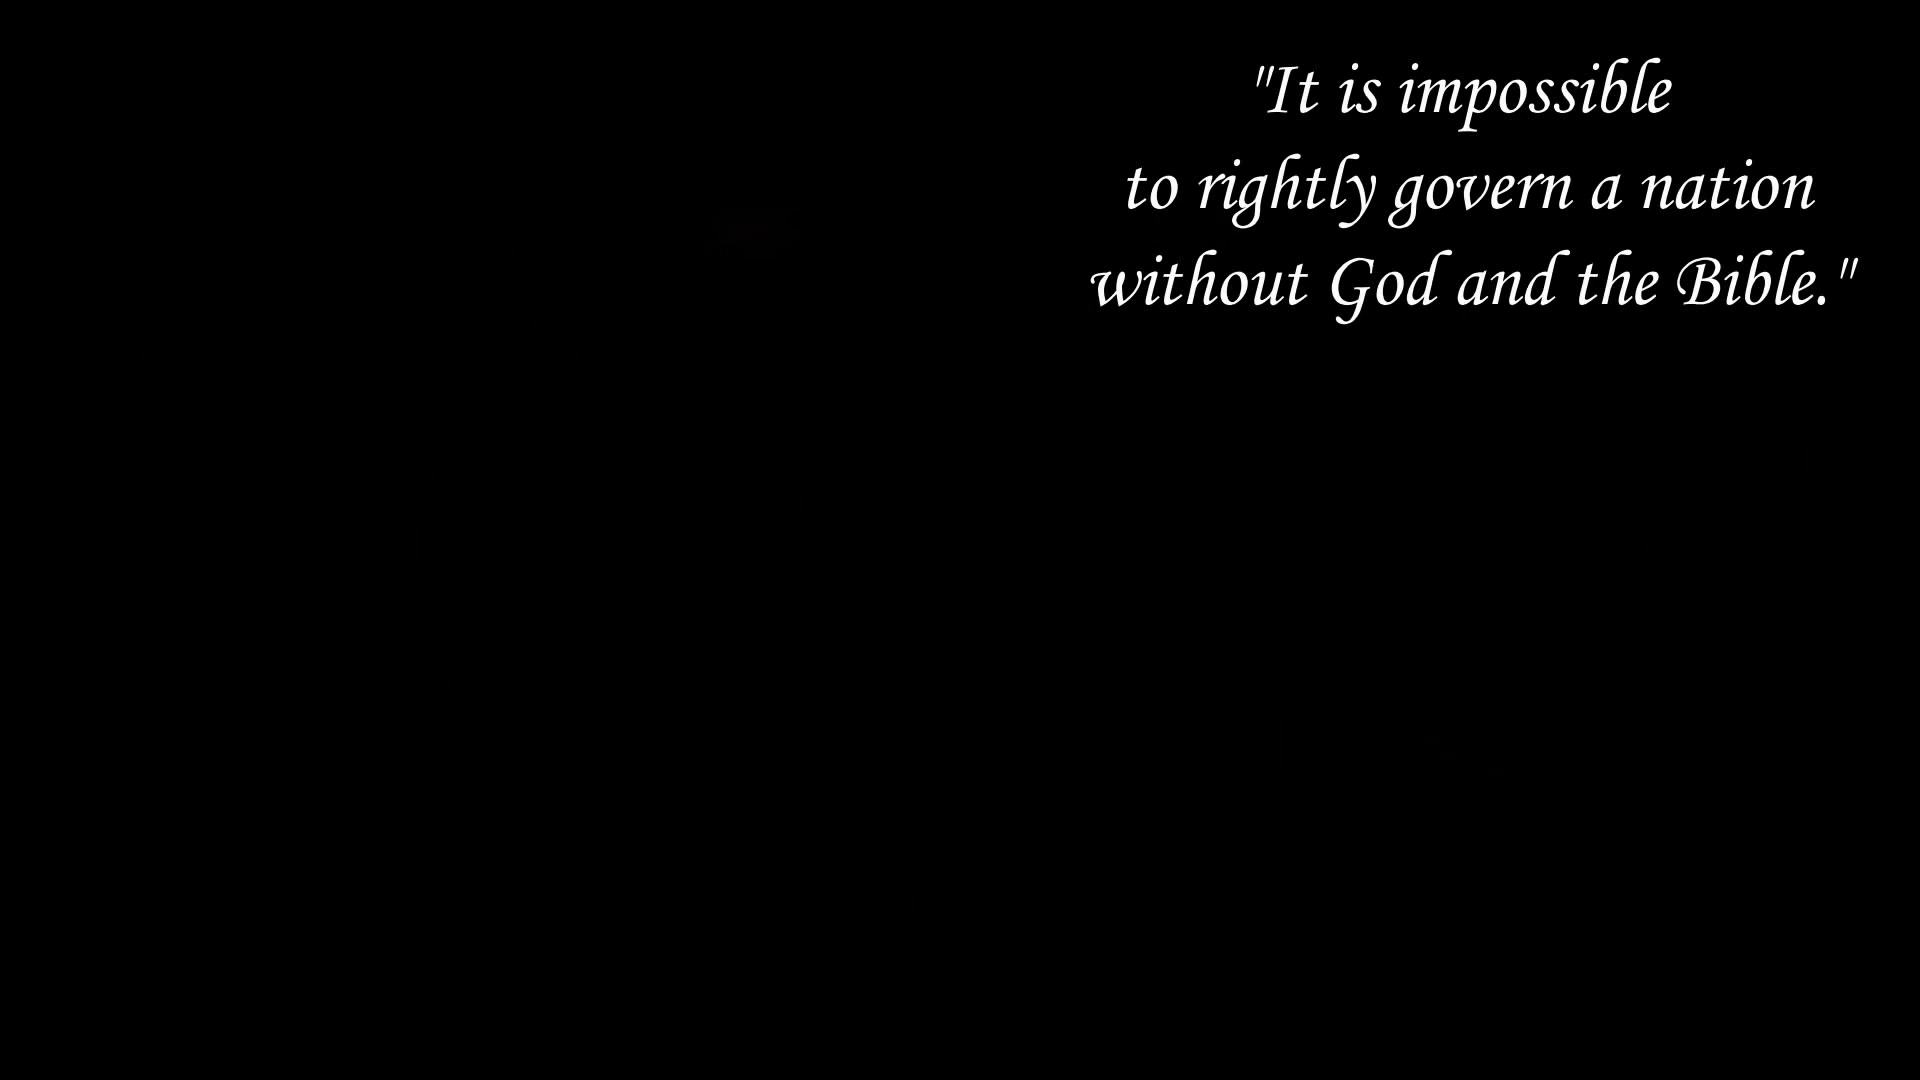 "It is impossible
to rightly govern a nation
without God and the Bible."